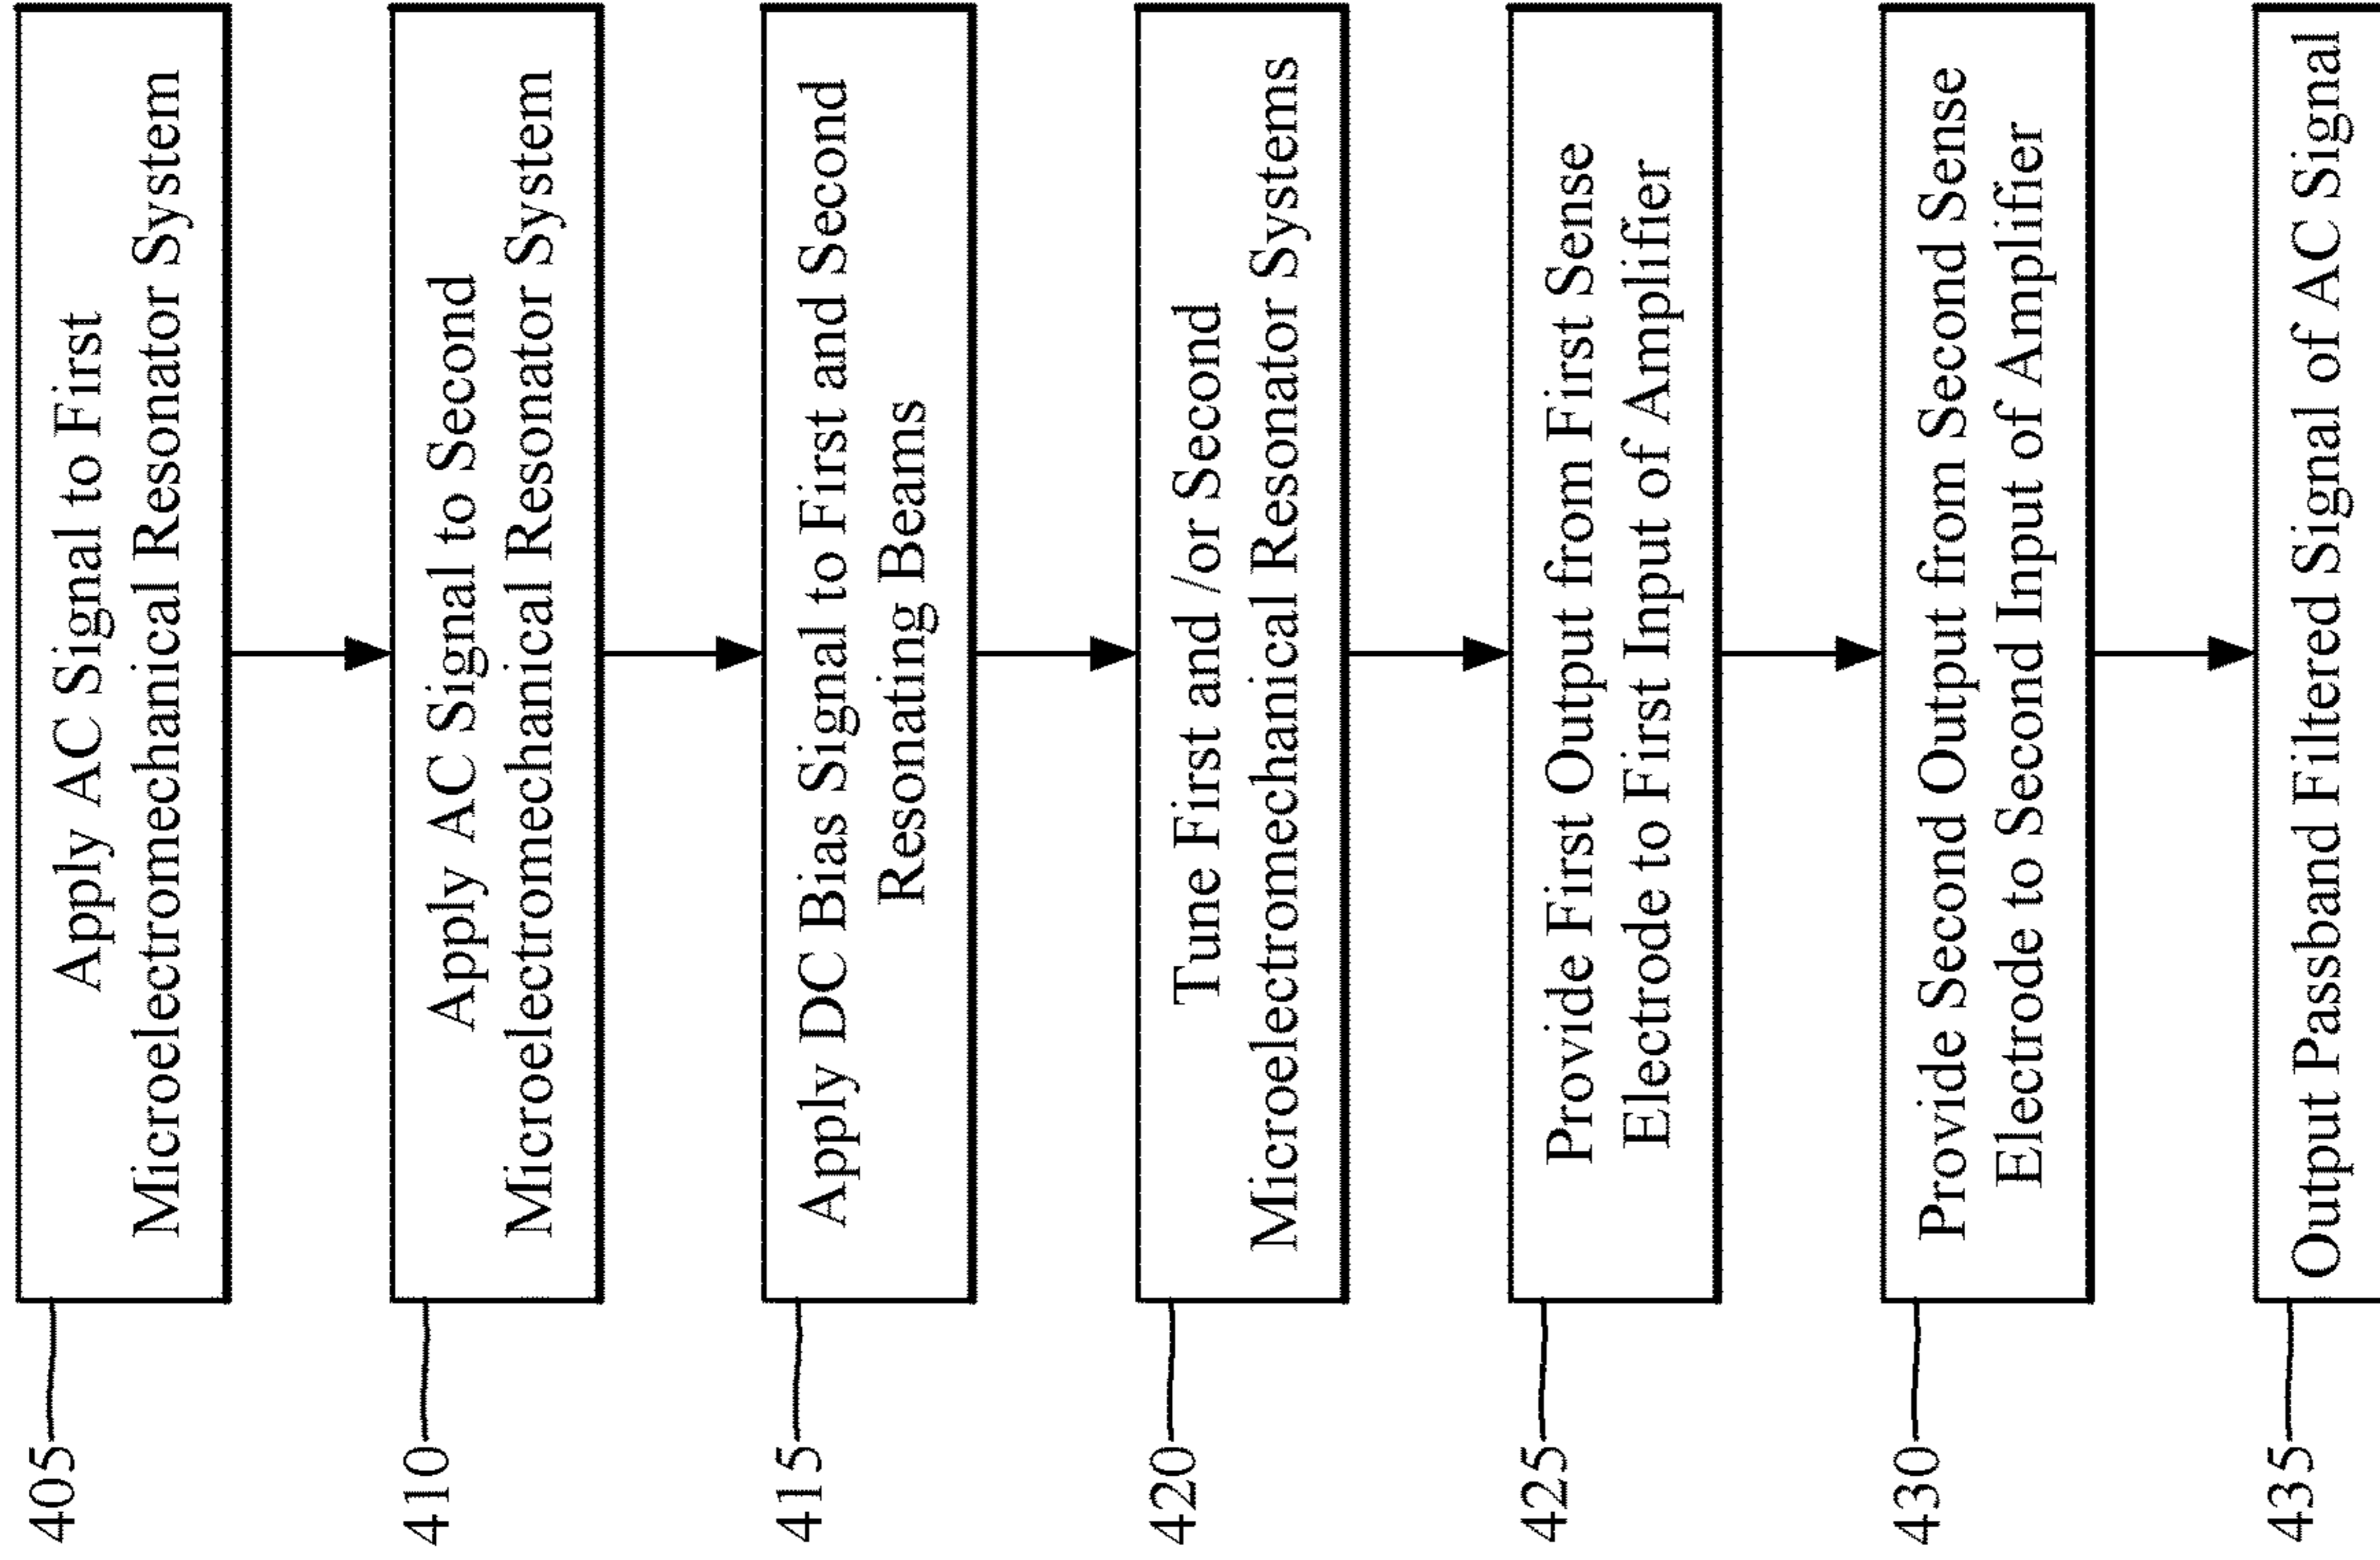 405
Apply AC Signal to First
Microelectromechanical Resonator System
410
Apply AC Signal to Second
Microelectromechanical Resonator System
415
Apply DC Bias Signal to First and Second
Resonating Beams
420
Tune First and /or Second
Microelectromechanical Resonator Systems
425
Provide First Output from First Sense
Electrode to First Input of Amplifier
430
Provide Second Output from Second Sense
Electrode to Second Input of Amplifier
435
Output Passband Filtered Signal of AC Signal